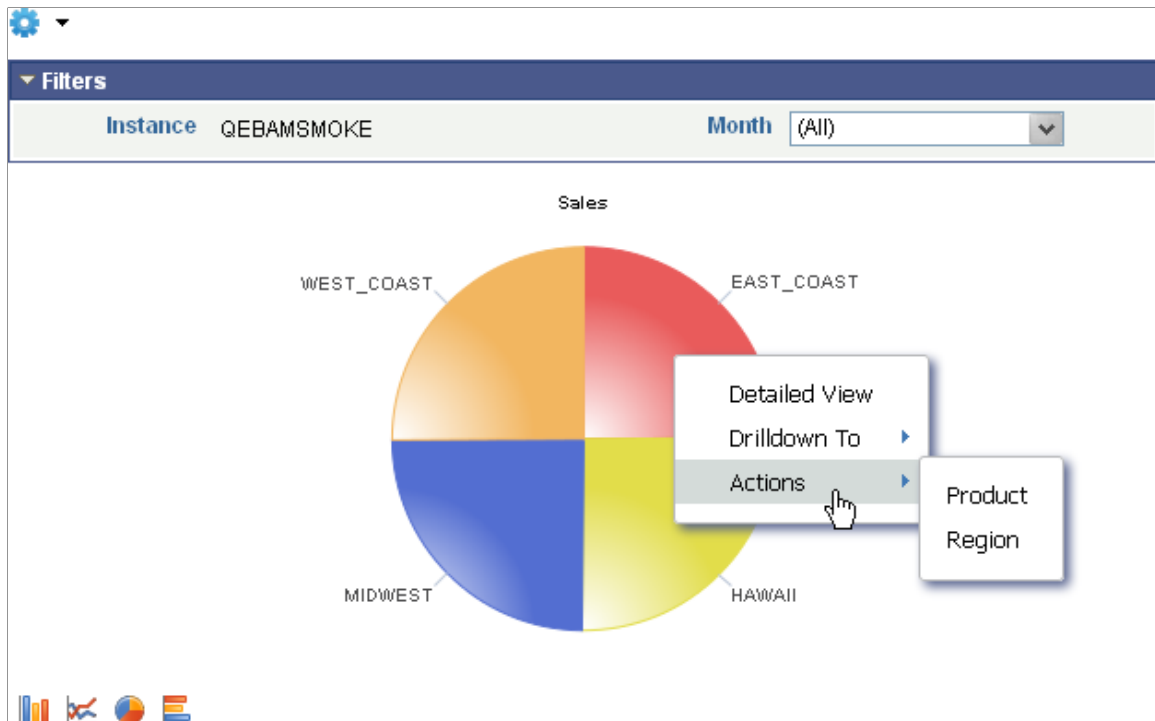 Filters
Instance QEBAMSMOKE Month (All)
Sales
WEST_COAST EAST_COAST
Detailed View
Drilldown To
Actions
Product
Region
MIDWEST HAWAII